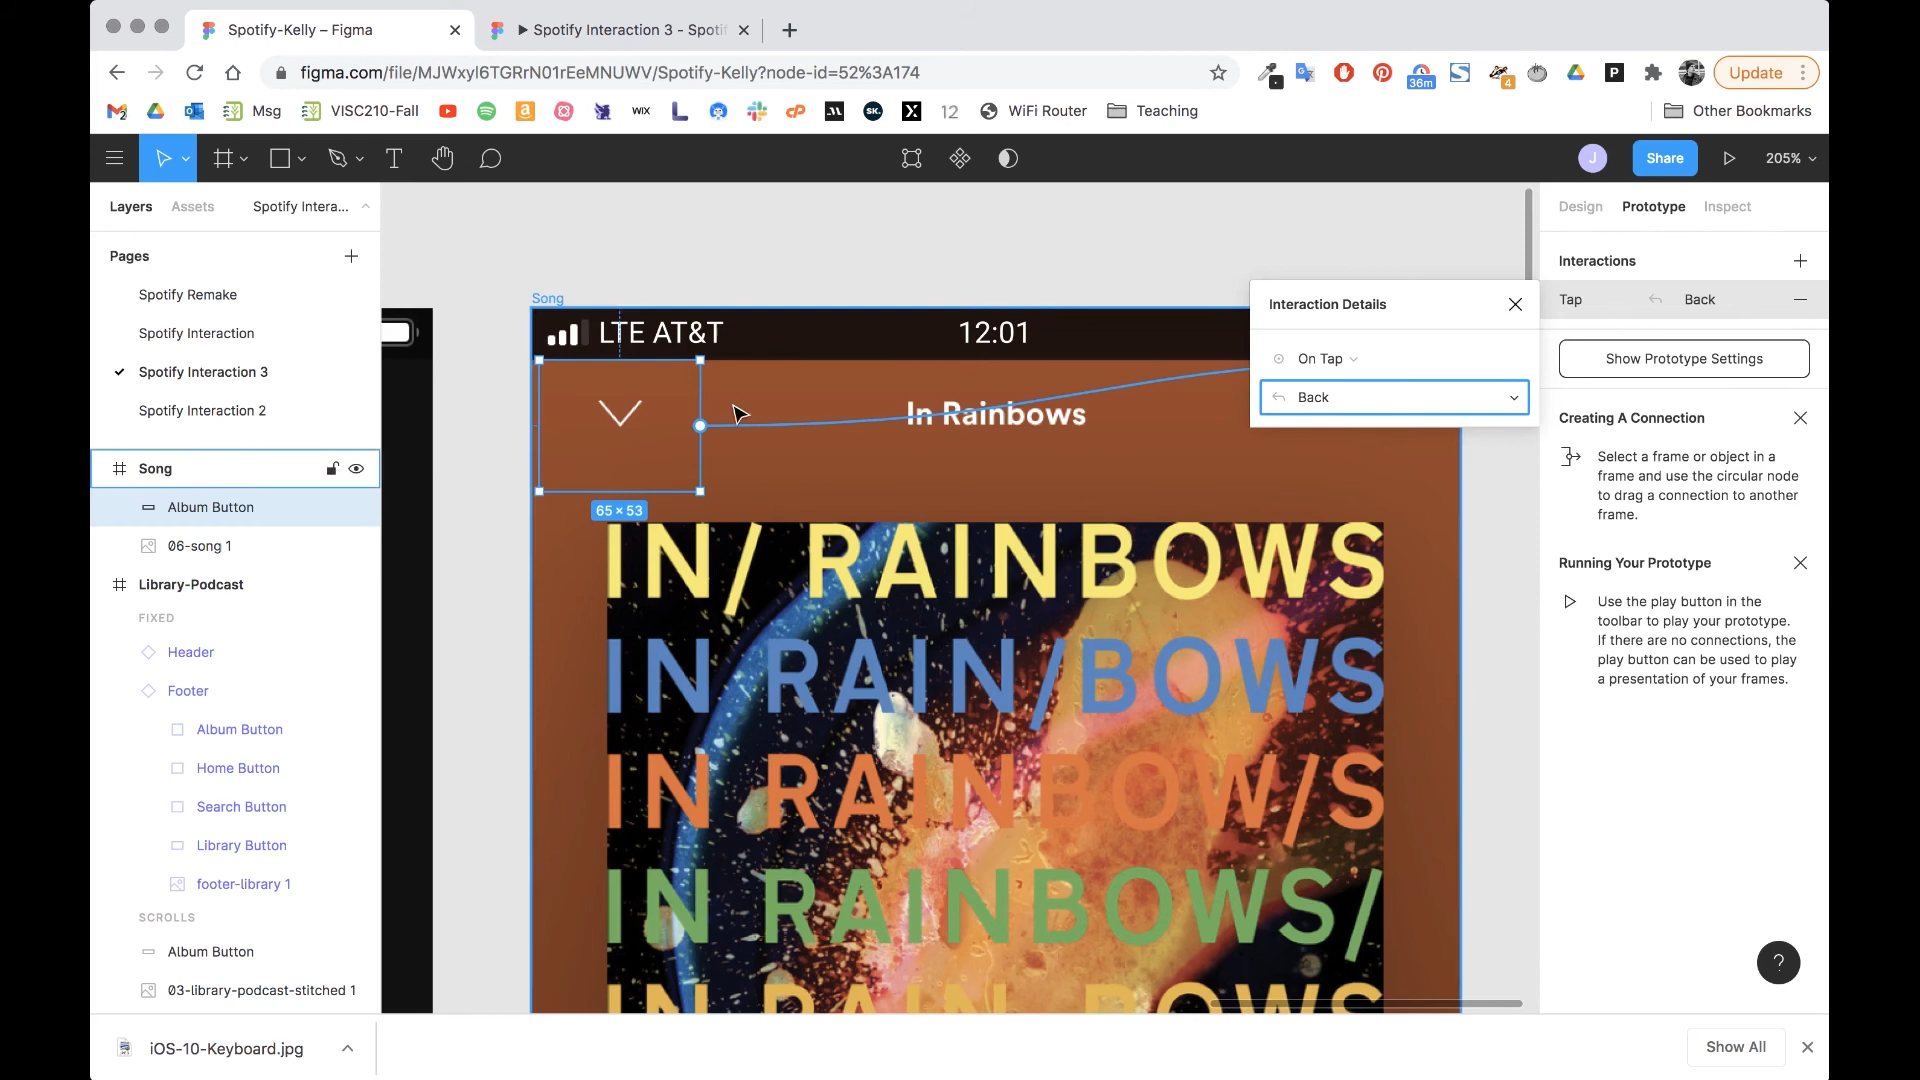 Spotify-Kelly – Figma
Spotify Interaction 3 - Spoti
figma.com/file/MJWxyl6TGRrN01rEeMNUWV/Spotify-Kelly?node-id=52%3A174
36m
4
Update
M2
Msg
VISC210-Fall
WIX
SK.
12
WiFi Router
Teaching
Other Bookmarks
J
Share
205%
Layers
Assets
Spotify Intera...
Design
Prototype
Inspect
Pages
Spotify Remake
Spotify Interaction
Spotify Interaction 3
Spotify Interaction 2
Song
Album Button
06-song 1
Library-Podcast
FIXED
Header
Footer
Album Button
Home Button
Search Button
Library Button
footer-library 1
SCROLLS
Album Button
03-library-podcast-stitched 1
Song
LTE AT&T
12:01
In Rainbows
65 × 53
IN/ RAINBOWS
IN RAIN/BOWS
IN RAINBOW/S
IN RAINBOWS/
IN RAIN_BOWS
Interaction Details
On Tap
Back
Interactions
Tap
Back
Show Prototype Settings
Creating A Connection
Select a frame or object in a
frame and use the circular node
to drag a connection to another
frame.
Running Your Prototype
Use the play button in the
toolbar to play your prototype.
If there are no connections, the
play button can be used to play
a presentation of your frames.
?
iOS-10-Keyboard.jpg
Show All